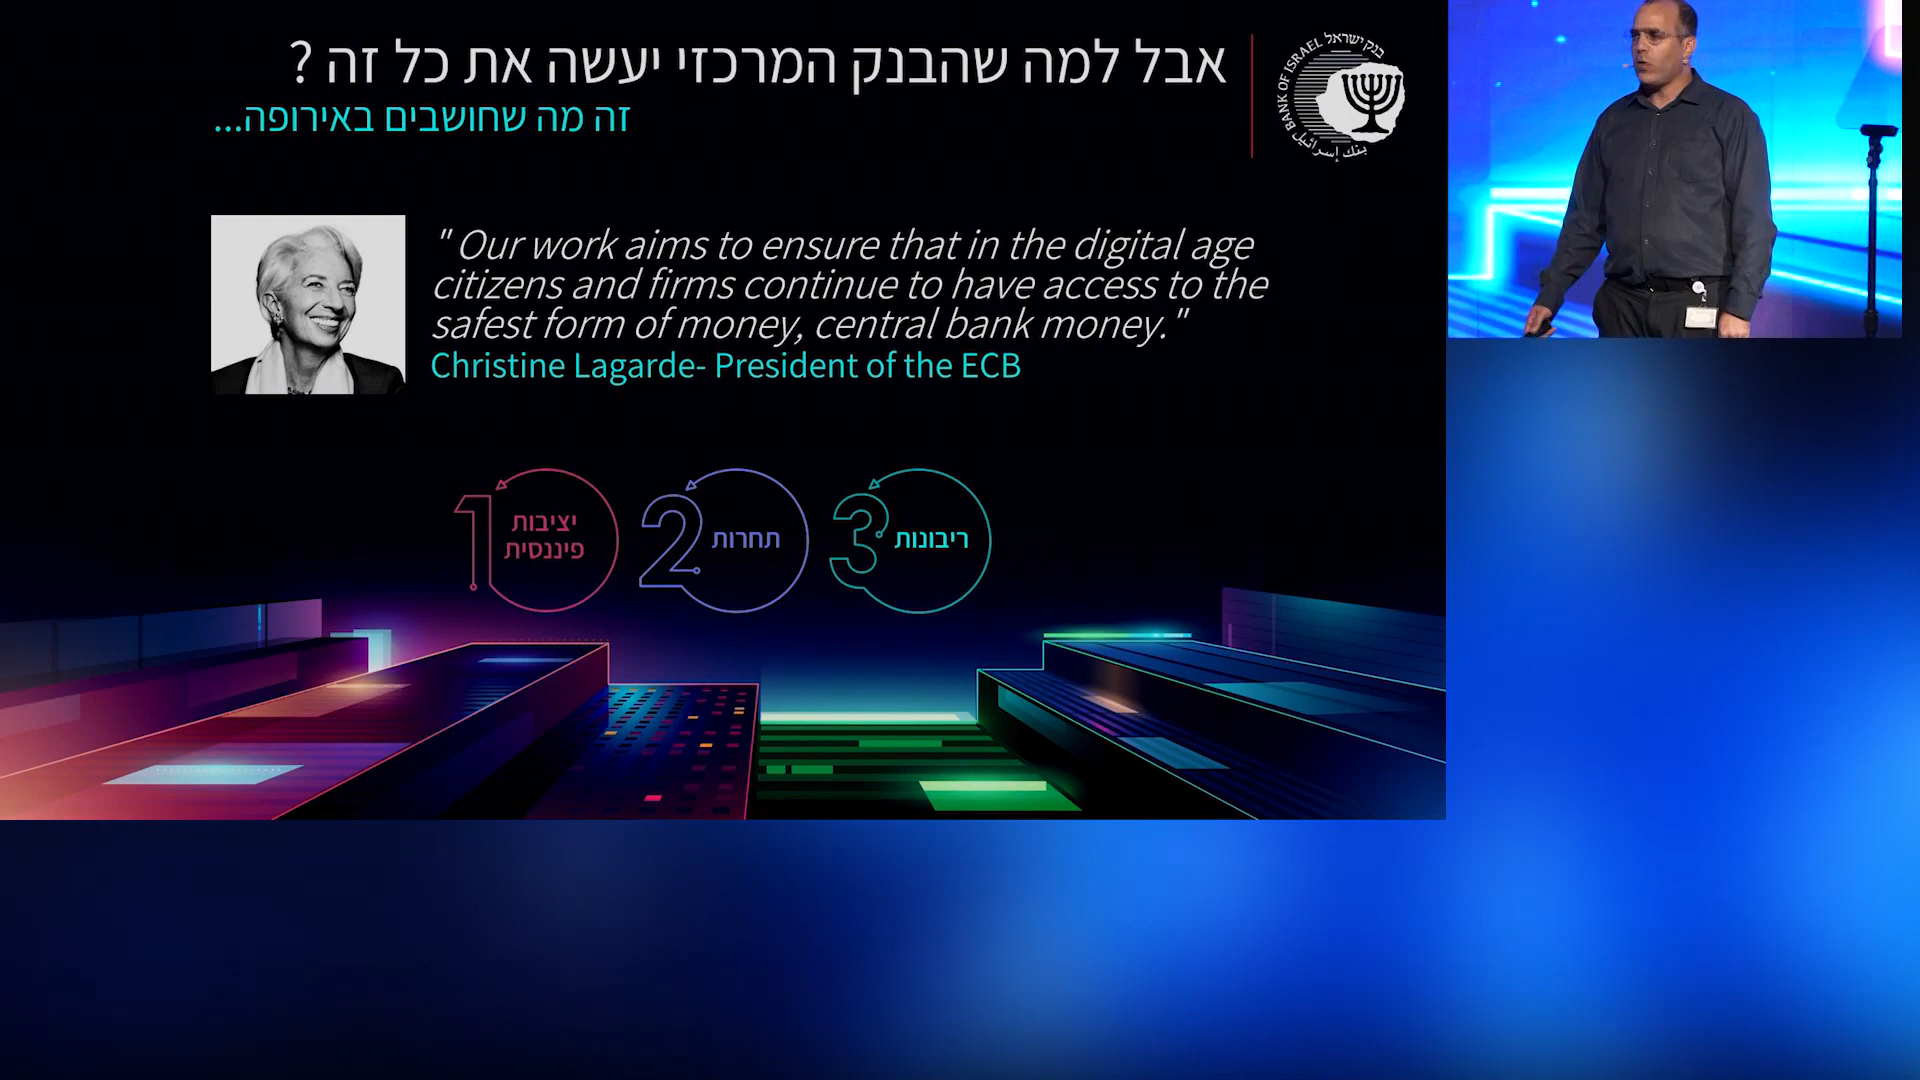 אבל למה שהבנק המרכזי יעשה את כל זה ?
זה מה שחושבים באירופה...
בנק ישראל
BANK OF ISRAEL
بنك إسرائيل
" Our work aims to ensure that in the digital age
citizens and firms continue to have access to the
safest form of money, central bank money."
Christine Lagarde- President of the ECB
1
יציבות
פיננסית
2
תחרות
3
ריבונות